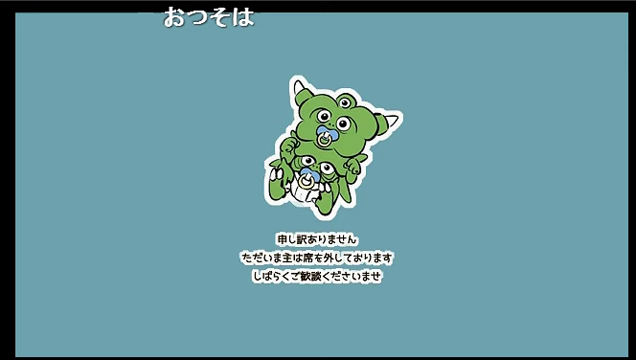 おつそは
申し訳ありません
ただいま主は席を外しております
しばらくご歓談くださいませ